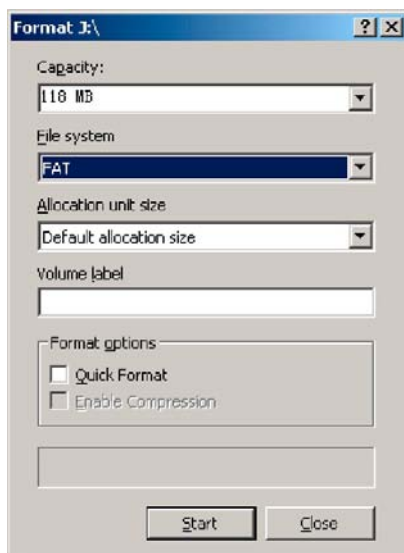 Format J:\
Capacity:
118 MB
File system
FAT
Allocation unit size
Default allocation size
Volume label
Format options
Quick Format
Enable Compression
Start
Close